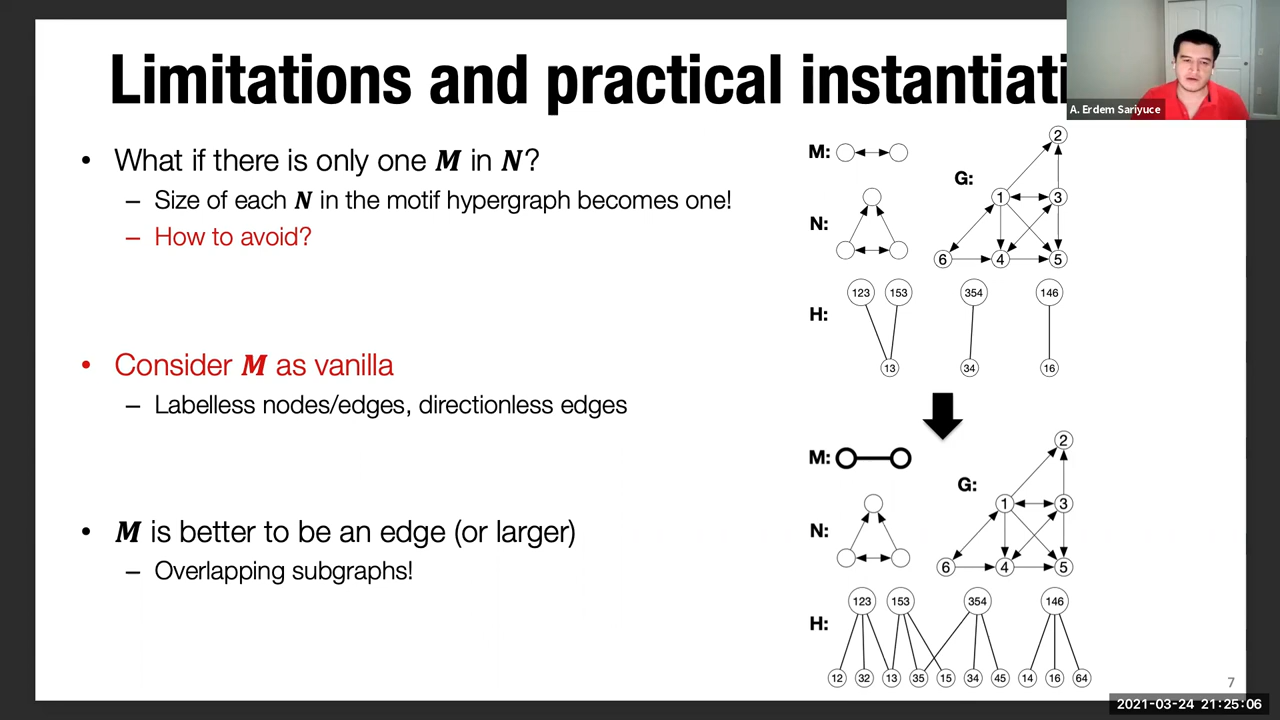 Limitations and practical instantiati
A. Erdem Sariyuce
• What if there is only one M in N?
– Size of each N in the motif hypergraph becomes one!
– How to avoid?
• Consider M as vanilla
– Labelless nodes/edges, directionless edges
• M is better to be an edge (or larger)
– Overlapping subgraphs!
M:
N:
G:
2
1 3
6 4 5
H:
123 153 354 146
13 34 16
M:
N:
G:
2
1 3
6 4 5
H:
123 153 354 146
12 32 13 35 15 34 45 14 16 64
7
2021-03-24 21:25:06